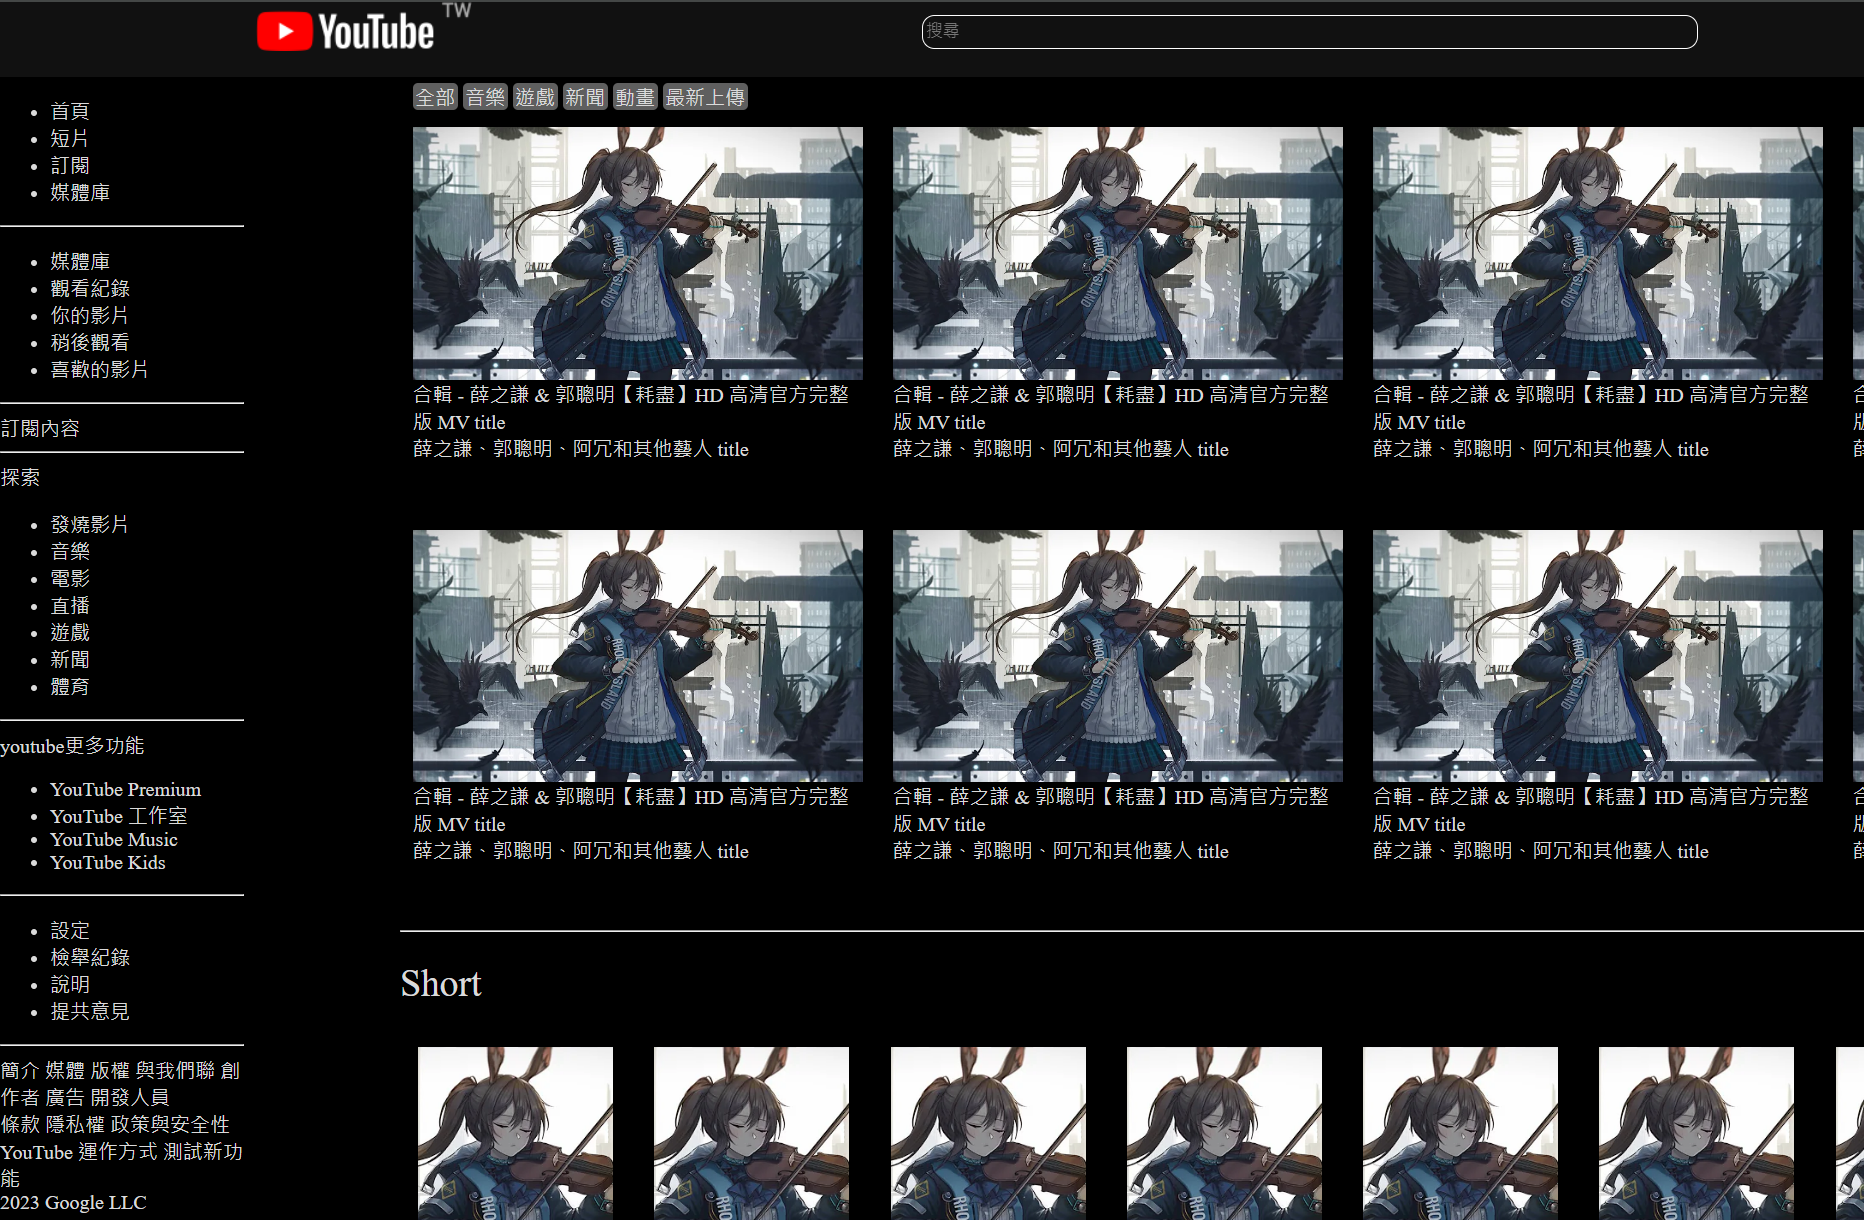 YouTube TW
搜尋
全部 音樂 遊戲 新聞 動畫 最新上傳
首頁
短片
訂閱
媒體庫
媒體庫
觀看紀錄
你的影片
稍後觀看
喜歡的影片
訂閱內容
探索
發燒影片
音樂
電影
直播
遊戲
新聞
體育
youtube更多功能
YouTube Premium
YouTube 工作室
YouTube Music
YouTube Kids
設定
檢舉紀錄
說明
提共意見
簡介 媒體 版權 與我們聯 創
作者 廣告 開發人員
條款 隱私權 政策與安全性
YouTube 運作方式 測試新功
能
2023 Google LLC
合輯 - 薛之謙 & 郭聰明【耗盡】HD 高清官方完整
版 MV title
薛之謙、郭聰明、阿冗和其他藝人 title
合輯 - 薛之謙 & 郭聰明【耗盡】HD 高清官方完整
版 MV title
薛之謙、郭聰明、阿冗和其他藝人 title
合輯 - 薛之謙 & 郭聰明【耗盡】HD 高清官方完整
版 MV title
薛之謙、郭聰明、阿冗和其他藝人 title
合輯 - 薛之謙 & 郭聰明【耗盡】HD 高清官方完整
版 MV title
薛之謙、郭聰明、阿冗和其他藝人 title
合輯 - 薛之謙 & 郭聰明【耗盡】HD 高清官方完整
版 MV title
薛之謙、郭聰明、阿冗和其他藝人 title
合輯 - 薛之謙 & 郭聰明【耗盡】HD 高清官方完整
版 MV title
薛之謙、郭聰明、阿冗和其他藝人 title
Short